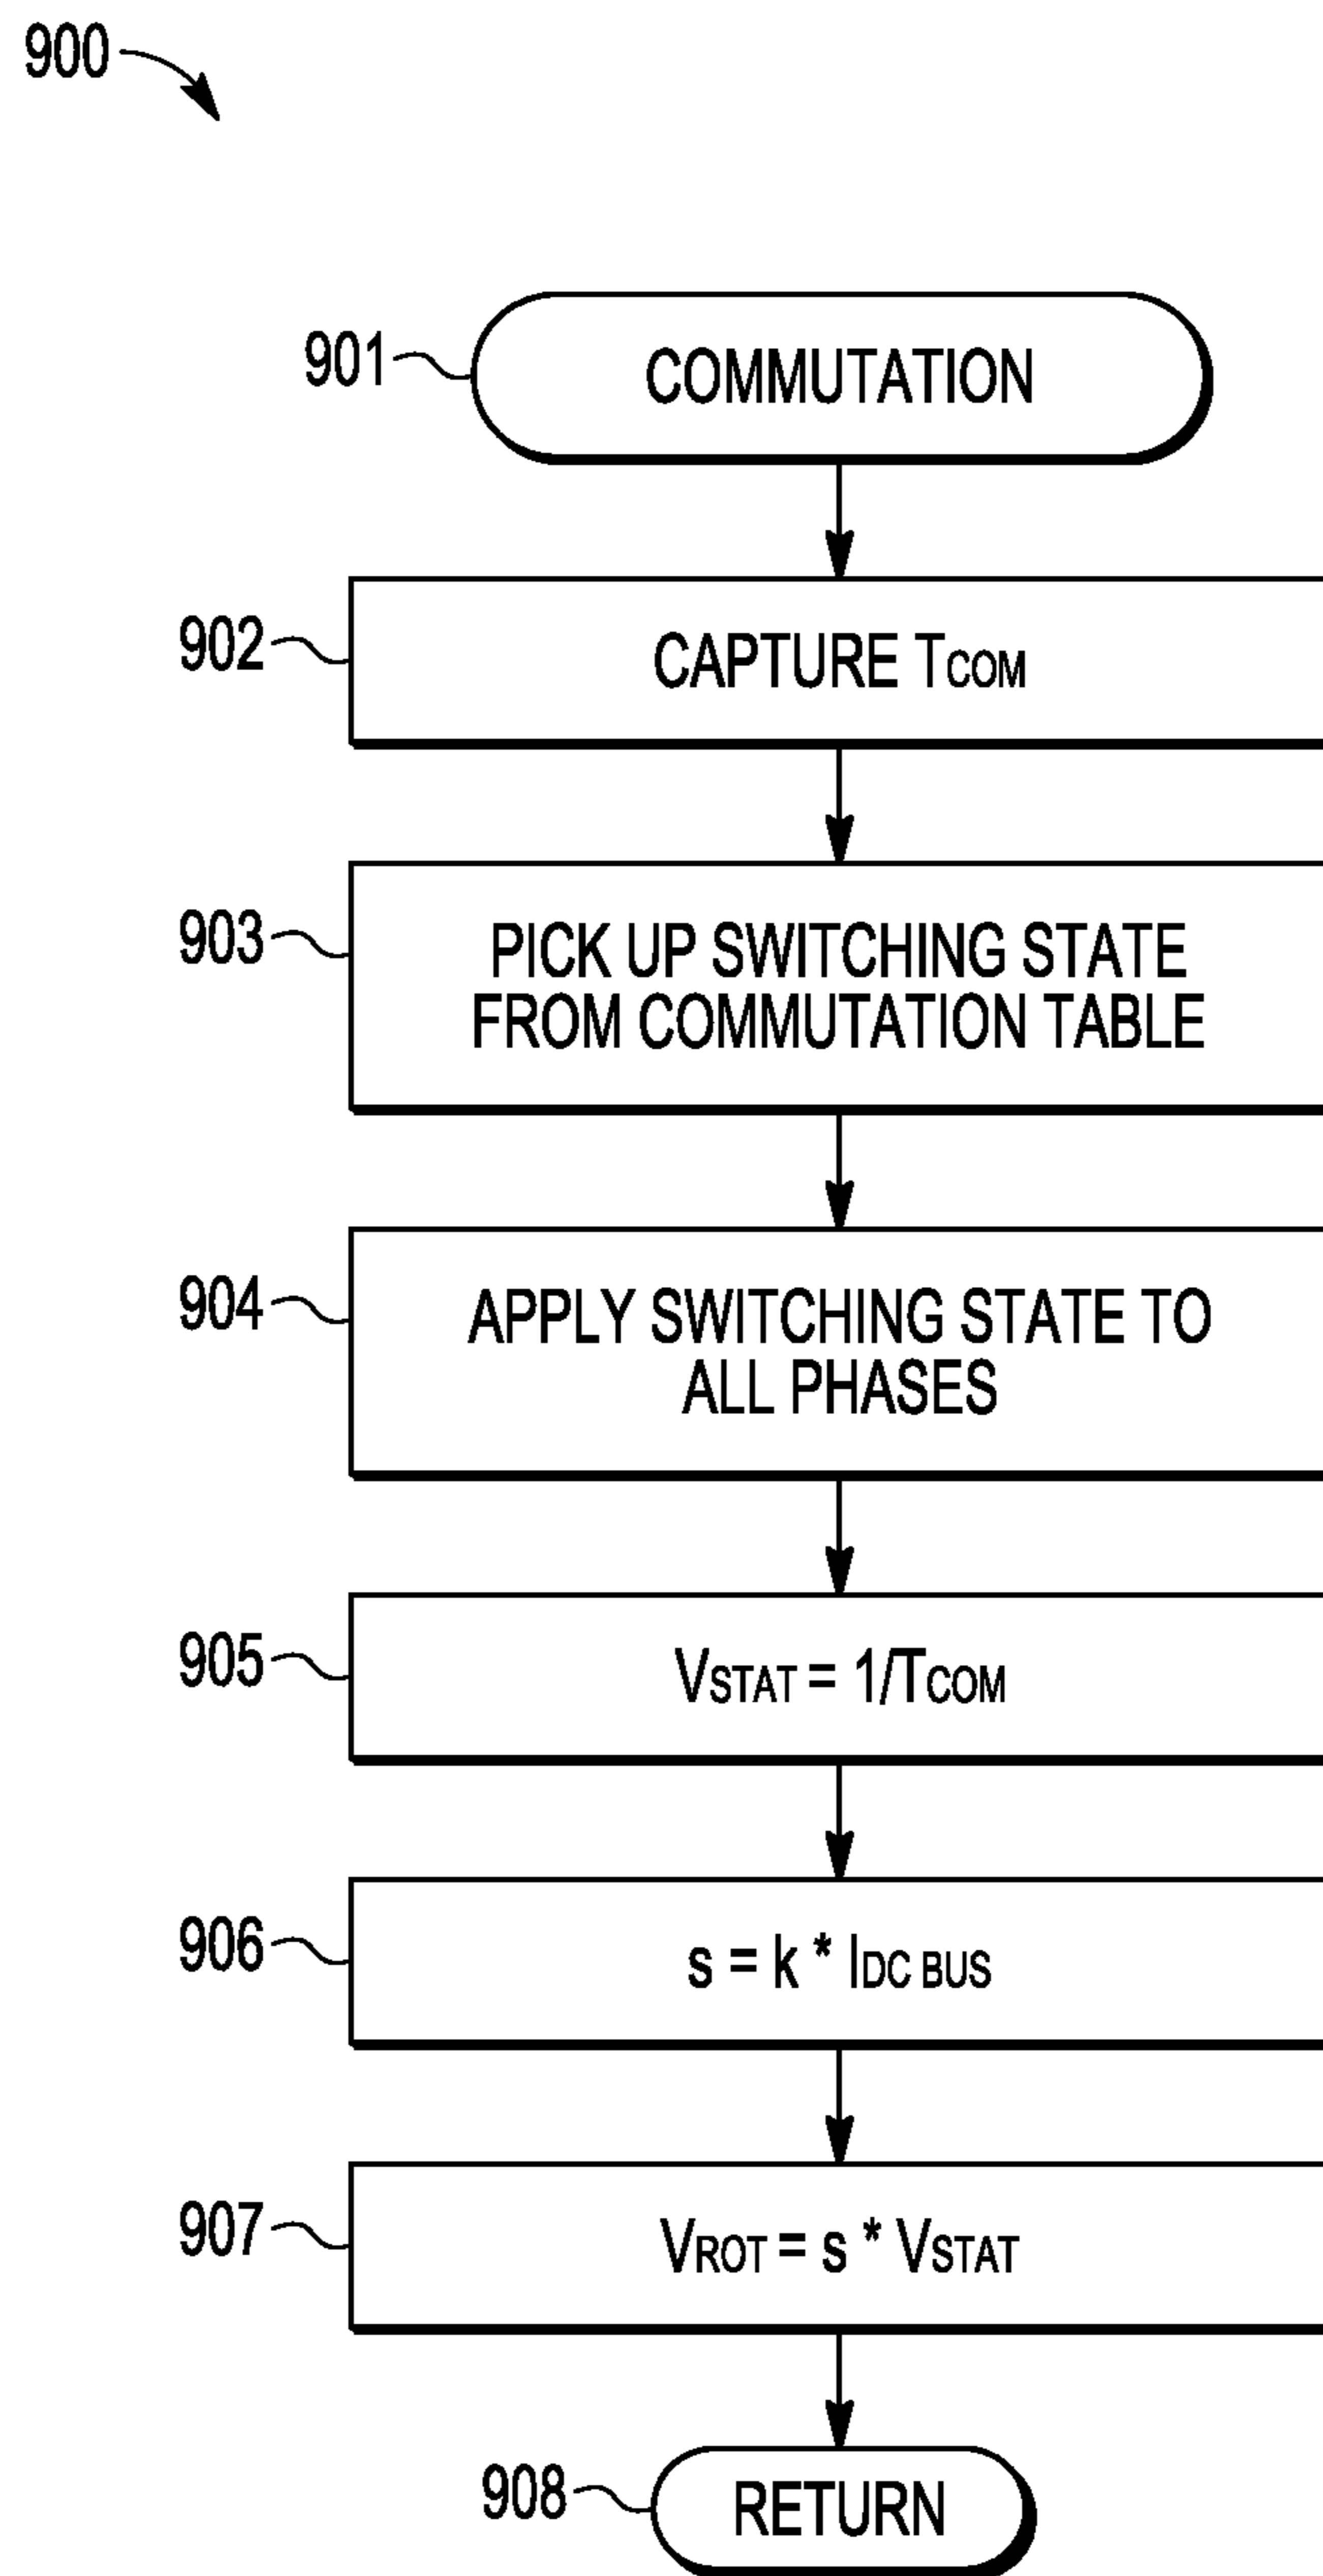 900
901
COMMUTATION
902
CAPTURE TCOM
903
PICK UP SWITCHING STATE
FROM COMMUTATION TABLE
904
APPLY SWITCHING STATE TO
ALL PHASES
905
VSTAT = 1/TCOM
906
s = k * IDC BUS
907
VROT = s * VSTAT
908
RETURN